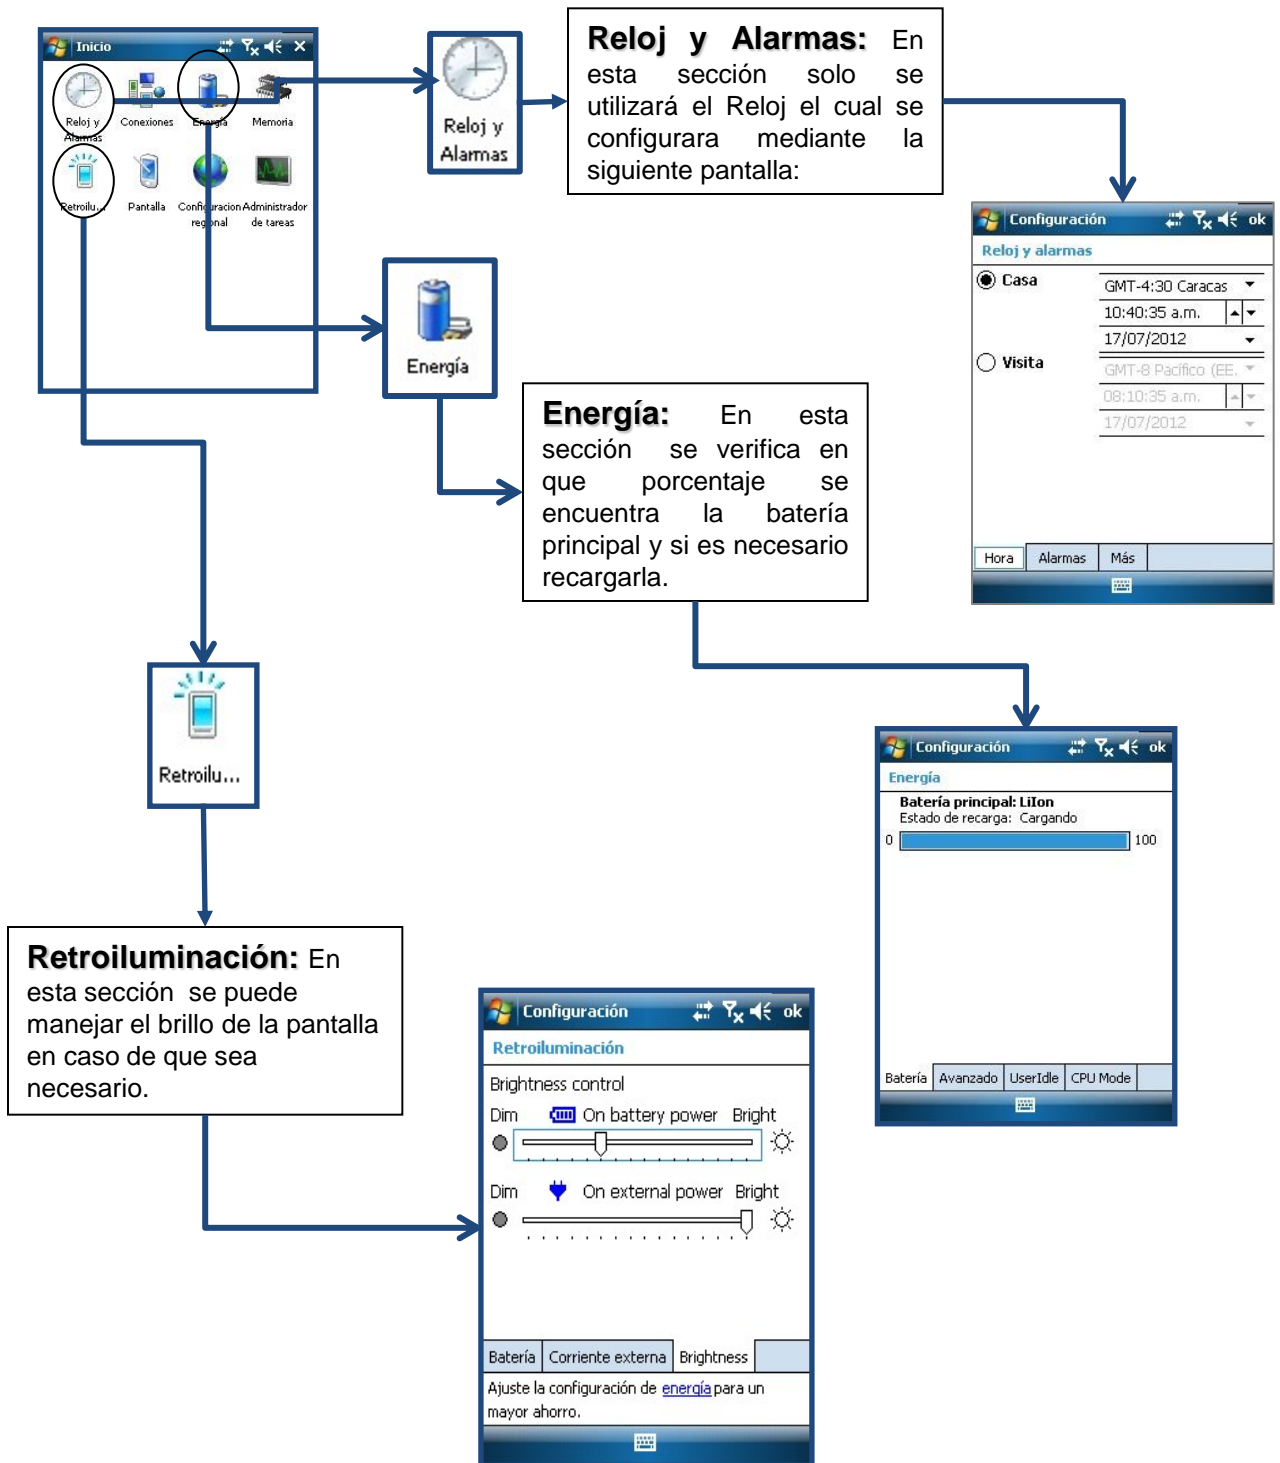 Inicio
Reloj y
Alarmas
Conexiones
Energía
Memoria
Retroilu...
Pantalla
Configuracion
regional
Administrador
de tareas
Reloj y
Alarmas
Reloj y Alarmas: En
esta sección solo se
utilizará el Reloj el cual se
configurara mediante la
siguiente pantalla:
Configuración
ok
Reloj y alarmas
Casa
GMT-4:30 Caracas
10:40:35 a.m.
17/07/2012
Visita
GMT-8 Pacífico (EE.
08:10:35 a.m.
17/07/2012
Hora Alarmas Más
Energía
Energía: En esta
sección se verifica en
que porcentaje se
encuentra la batería
principal y si es necesario
recargarla.
Retroilu...
Configuración
ok
Energía
Batería principal: LiIon
Estado de recarga: Cargando
0 100
Batería Avanzado UserIdle CPU Mode
Retroiluminación: En
esta sección se puede
manejar el brillo de la pantalla
en caso de que sea
necesario.
Configuración
ok
Retroiluminación
Brightness control
Dim On battery power Bright
Dim On external power Bright
Batería Corriente externa Brightness
Ajuste la configuración de energía para un
mayor ahorro.